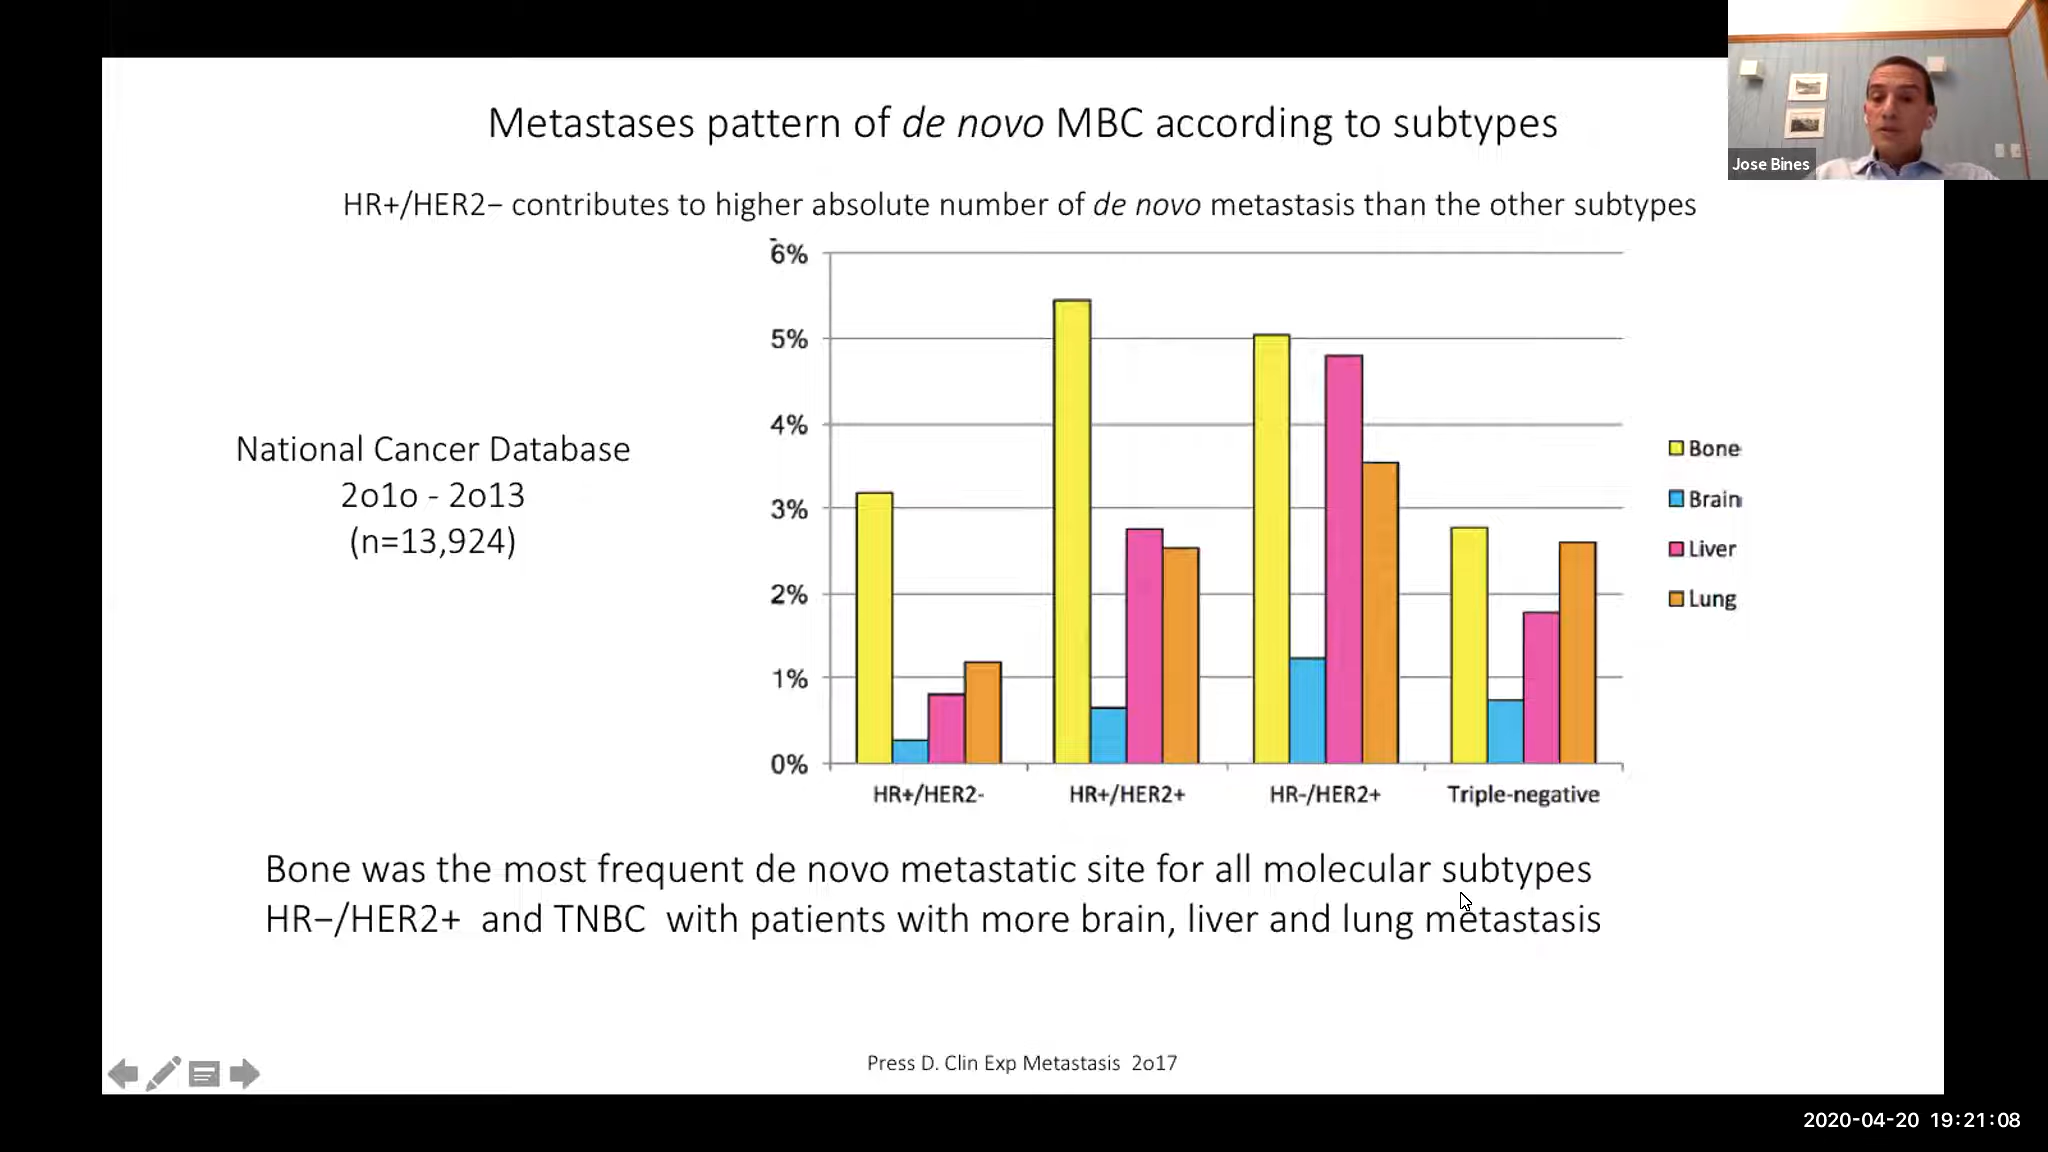 Metastases pattern of de novo MBC according to subtypes
Jose Bines
HR+/HER2− contributes to higher absolute number of de novo metastasis than the other subtypes
6%
5%
4%
3%
2%
1%
0%
National Cancer Database
2o1o - 2o13
(n=13,924)
Bone
Brain
Liver
Lung
HR+/HER2-
HR+/HER2+
HR-/HER2+
Triple-negative
Bone was the most frequent de novo metastatic site for all molecular subtypes
HR−/HER2+ and TNBC with patients with more brain, liver and lung metastasis
Press D. Clin Exp Metastasis 2o17
2020-04-20 19:21:08